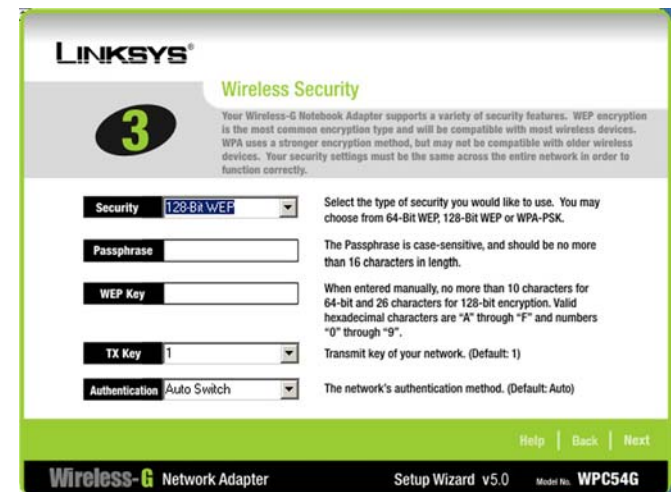 LINKSYS®
Wireless Security
3
Your Wireless-G Notebook Adapter supports a variety of security features. WEP encryption
is the most common encryption type and will be compatible with most wireless devices.
WPA uses a stronger encryption method, but may not be compatible with older wireless
devices. Your security settings must be the same across the entire network in order to
function correctly.
Security 128-Bit WEP
Select the type of security you would like to use. You may
choose from 64-Bit WEP, 128-Bit WEP or WPA-PSK.
Passphrase
The Passphrase is case-sensitive, and should be no more
than 16 characters in length.
WEP Key
When entered manually, no more than 10 characters for
64-bit and 26 characters for 128-bit encryption. Valid
hexadecimal characters are “A” through “F” and numbers
“0” through “9”.
TX Key 1 Transmit key of your network. (Default: 1)
Authentication Auto Switch The network's authentication method. (Default: Auto)
Help | Back | Next
Wireless-G Network Adapter Setup Wizard v5.0 Model No. WPC54G